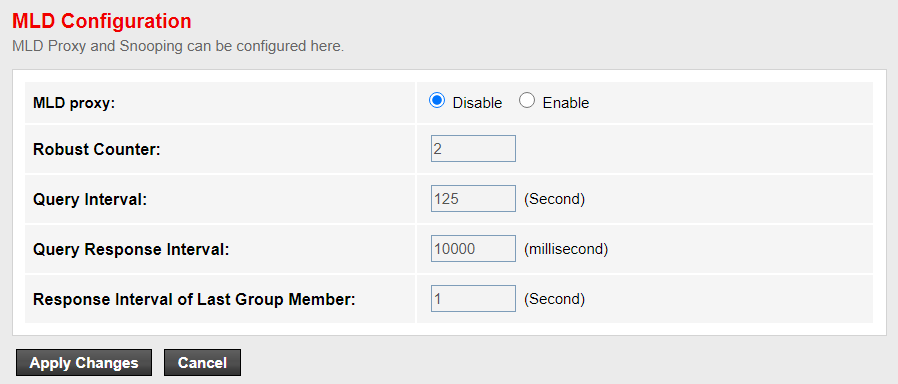 MLD Configuration
MLD Proxy and Snooping can be configured here.
MLD proxy: Disable Enable
Robust Counter: 2
Query Interval: 125 (Second)
Query Response Interval: 10000 (millisecond)
Response Interval of Last Group Member: 1 (Second)
Apply Changes Cancel